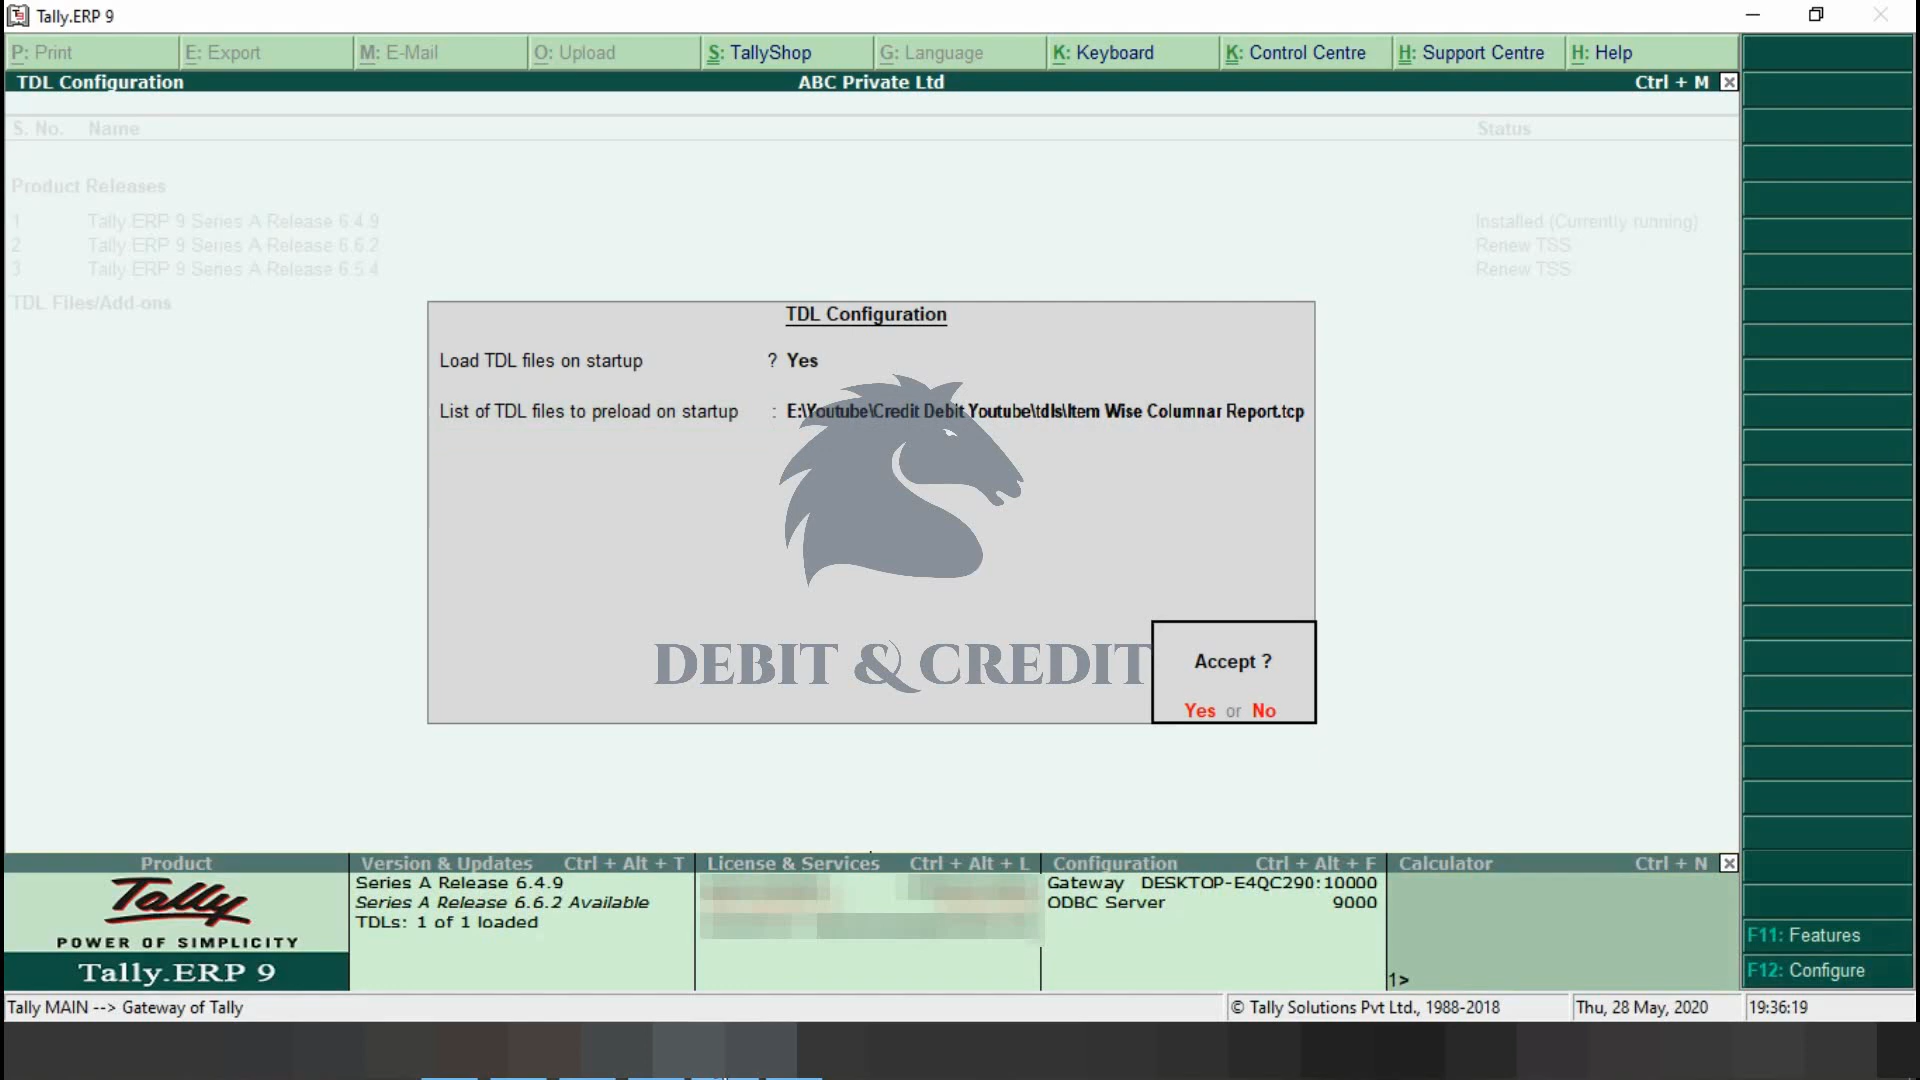 Tally.ERP 9
P: Print E: Export M: E-Mail O: Upload S: TallyShop G: Language K: Keyboard K: Control Centre H: Support Centre H: Help
TDL Configuration ABC Private Ltd Ctrl + M
S. No. Name Status
Product Releases
1 Tally.ERP 9 Series A Release 6.4.9 Installed (Currently running)
2 Tally.ERP 9 Series A Release 6.6.2 Renew TSS
3 Tally.ERP 9 Series A Release 6.5.4 Renew TSS
TDL Files/Add-ons
TDL Configuration
Load TDL files on startup ? Yes
List of TDL files to preload on startup : E:\Youtube\Credit Debit Youtube\tdls\Item Wise Columnar Report.tcp
DEBIT & CREDIT
Accept ?
Yes or No
Product Version & Updates Ctrl + Alt + T License & Services Ctrl + Alt + L Configuration Ctrl + Alt + F Calculator Ctrl + N
Tally
POWER OF SIMPLICITY
Tally.ERP 9
Series A Release 6.4.9
Series A Release 6.6.2 Available
TDLs: 1 of 1 loaded
Gateway DESKTOP-E4QC290:10000
ODBC Server 9000
1>
F11: Features
F12: Configure
Tally MAIN --> Gateway of Tally © Tally Solutions Pvt Ltd., 1988-2018 Thu, 28 May, 2020 19:36:19